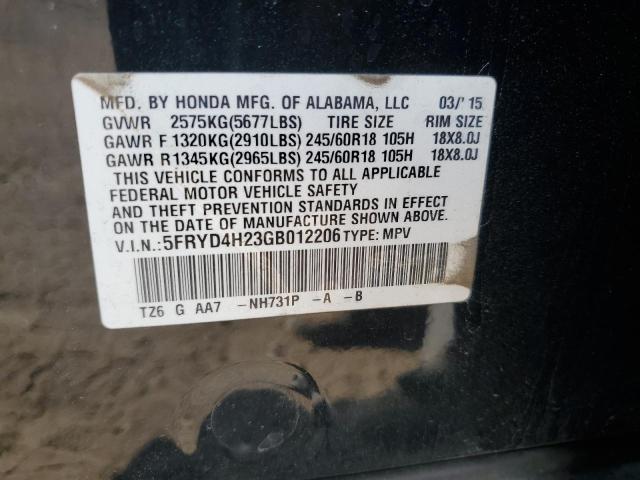 MFD. BY HONDA MFG. OF ALABAMA, LLC 03/'15
GVWR 2575KG(5677LBS) TIRE SIZE RIM SIZE
GAWR F 1320KG(2910LBS) 245/60R18 105H 18X8.0J
GAWR R1345KG(2965LBS) 245/60R18 105H 18X8.0J
THIS VEHICLE CONFORMS TO ALL APPLICABLE
FEDERAL MOTOR VEHICLE SAFETY
AND THEFT PREVENTION STANDARDS IN EFFECT
ON THE DATE OF MANUFACTURE SHOWN ABOVE.
V.I.N.:5FRYD4H23GB012206 TYPE: MPV
TZ6 G AA7 -NH731P -A -B